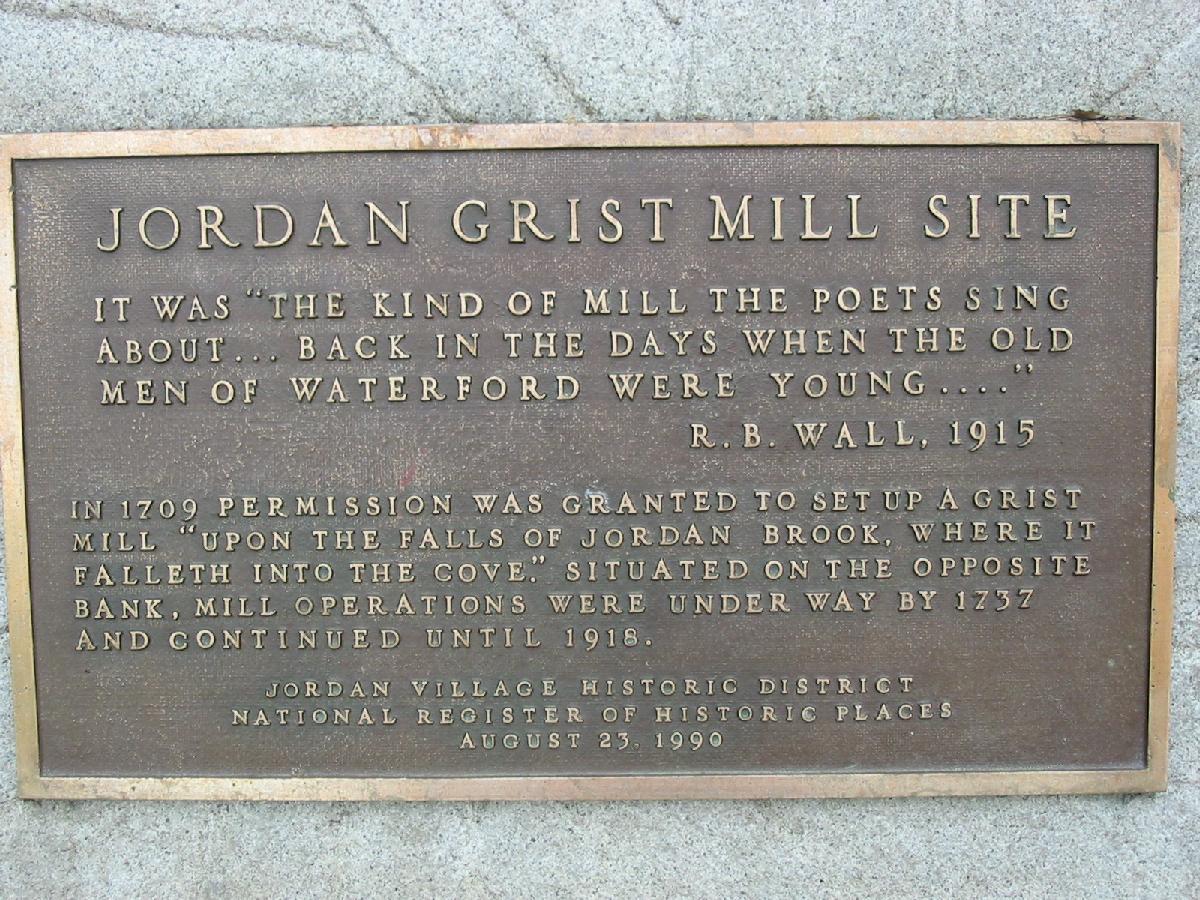 JORDAN GRIST MILL SITE
IT WAS "THE KIND OF MILL THE POETS SING
ABOUT... BACK IN THE DAYS WHEN THE OLD
MEN OF WATERFORD WERE YOUNG...."
R.B. WALL, 1915
IN 1709 PERMISSION WAS GRANTED TO SET UP A GRIST
MILL "UPON THE FALLS OF JORDAN BROOK, WHERE IT
FALLETH INTO THE COVE." SITUATED ON THE OPPOSITE
BANK, MILL OPERATIONS WERE UNDER WAY BY 1737
AND CONTINUED UNTIL 1918.
JORDAN VILLAGE HISTORIC DISTRICT
NATIONAL REGISTER OF HISTORIC PLACES
AUGUST 23, 1990